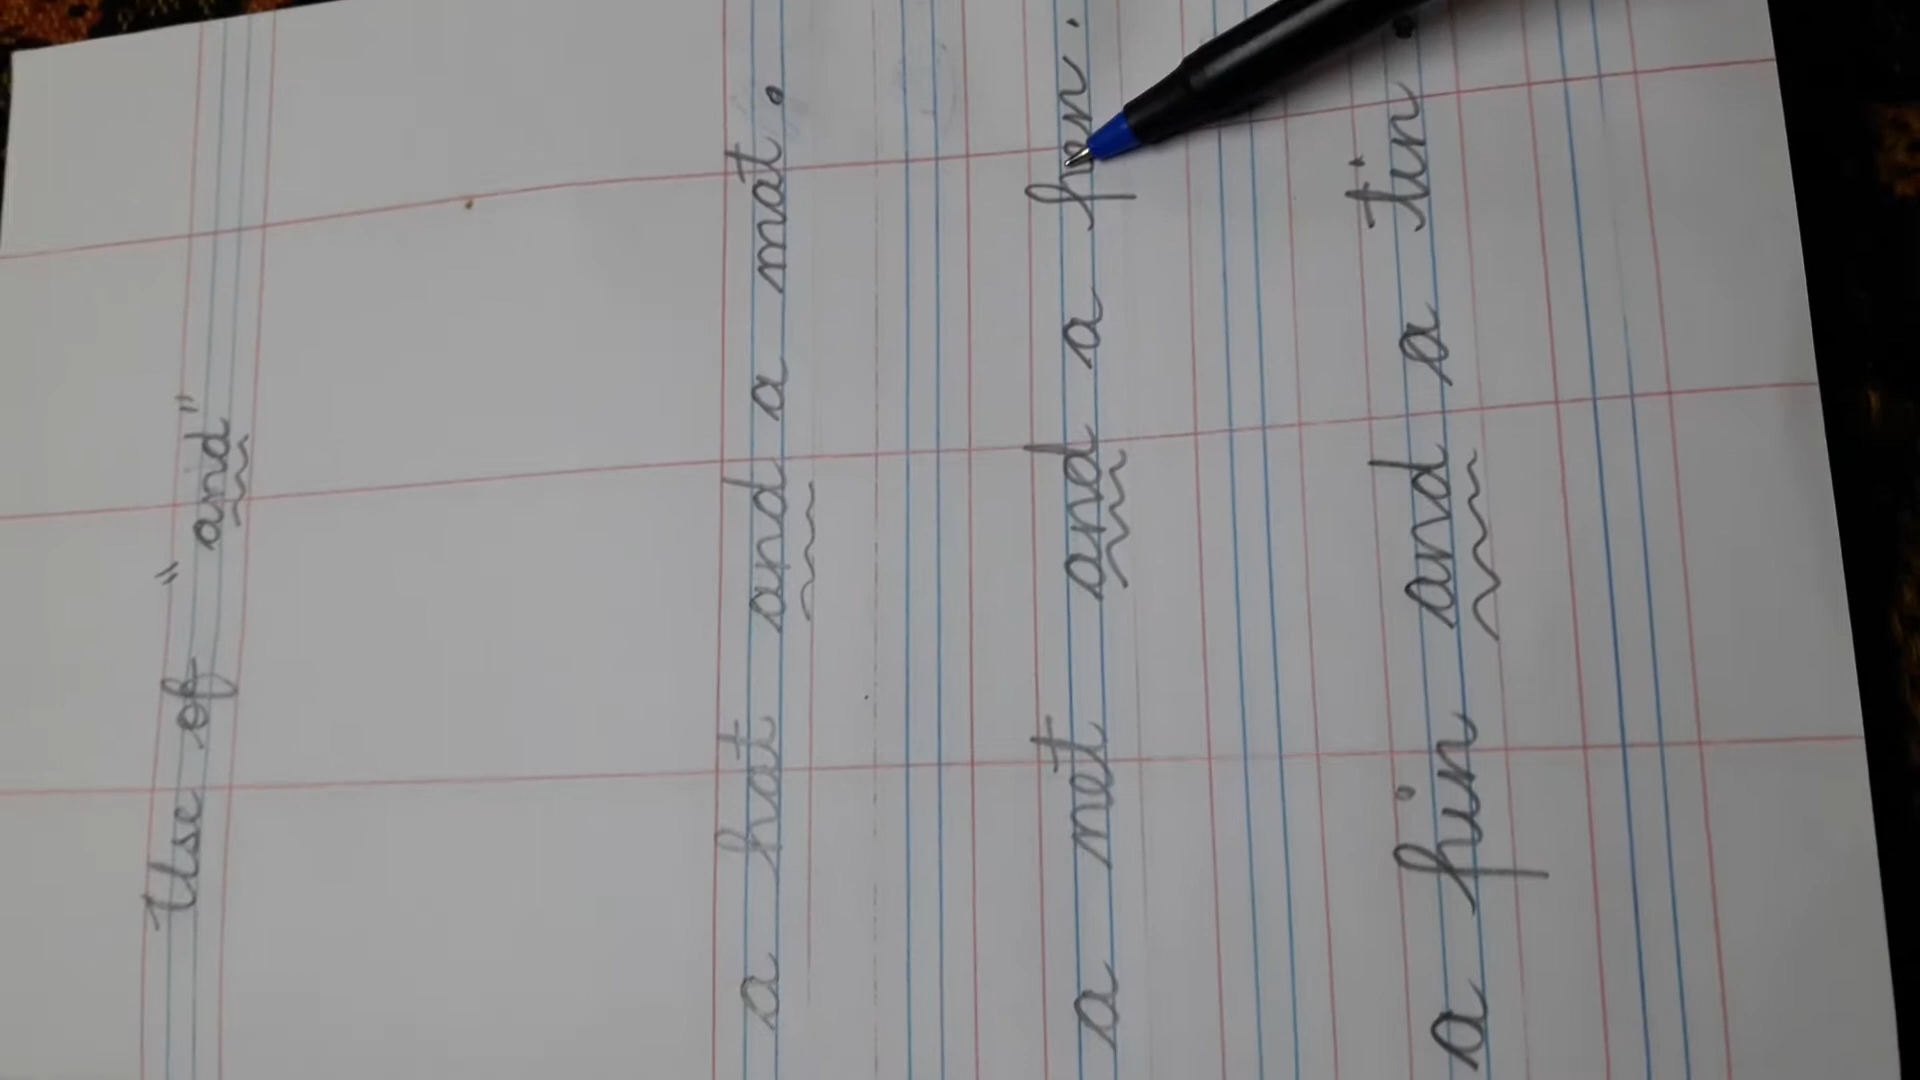 Use of "and"
a hat and a mat.
a net and a pen.
a pin and a tin.